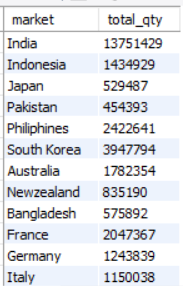 market total_qty
India 13751429
Indonesia 1434929
Japan 529487
Pakistan 454393
Philiphines 2422641
South Korea 3947794
Australia 1782354
Newzealand 835190
Bangladesh 575892
France 2047367
Germany 1243839
Italy 1150038